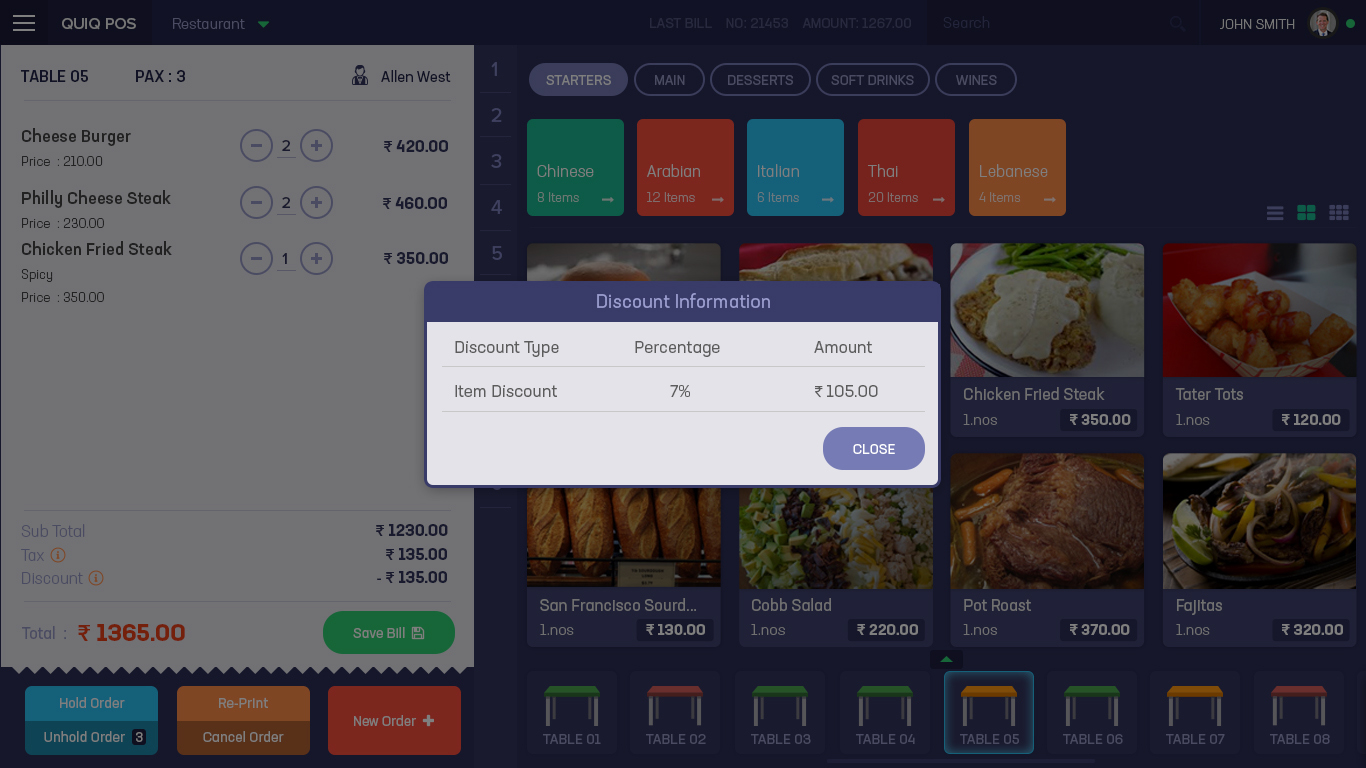 QUIQ POS
Restaurant
LAST BILL NO: 21453 AMOUNT: 1267.00
Search
JOHN SMITH
TABLE 05 PAX : 3
Allen West
Cheese Burger
Price : 210.00
2
₹ 420.00
Philly Cheese Steak
Price : 230.00
2
₹ 460.00
Chicken Fried Steak
Spicy
Price : 350.00
1
₹ 350.00
Sub Total ₹ 1230.00
Tax ₹ 135.00
Discount - ₹ 135.00
Total : ₹ 1365.00
Save Bill
Hold Order
Unhold Order 3
Re-Print
Cancel Order
New Order
1
2
3
4
5
STARTERS
MAIN
DESSERTS
SOFT DRINKS
WINES
Chinese
8 Items
Arabian
12 Items
Italian
6 Items
Thai
20 Items
Lebanese
4 Items
Discount Information
Discount Type Percentage Amount
Item Discount 7% ₹ 105.00
CLOSE
Chicken Fried Steak
1.nos ₹ 350.00
Tater Tots
1.nos ₹ 120.00
San Francisco Sourd...
1.nos ₹ 130.00
Cobb Salad
1.nos ₹ 220.00
Pot Roast
1.nos ₹ 370.00
Fajitas
1.nos ₹ 320.00
TABLE 01
TABLE 02
TABLE 03
TABLE 04
TABLE 05
TABLE 06
TABLE 07
TABLE 08